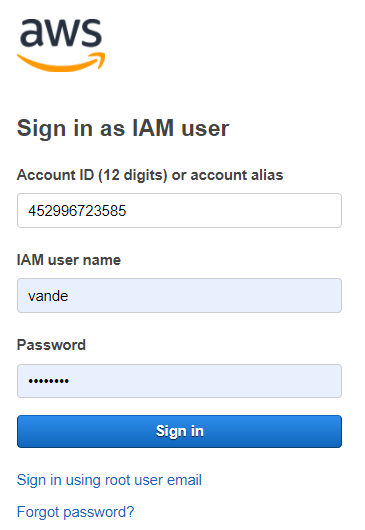 aws
Sign in as IAM user
Account ID (12 digits) or account alias
452996723585
IAM user name
vande
Password
••••••••
Sign in
Sign in using root user email
Forgot password?